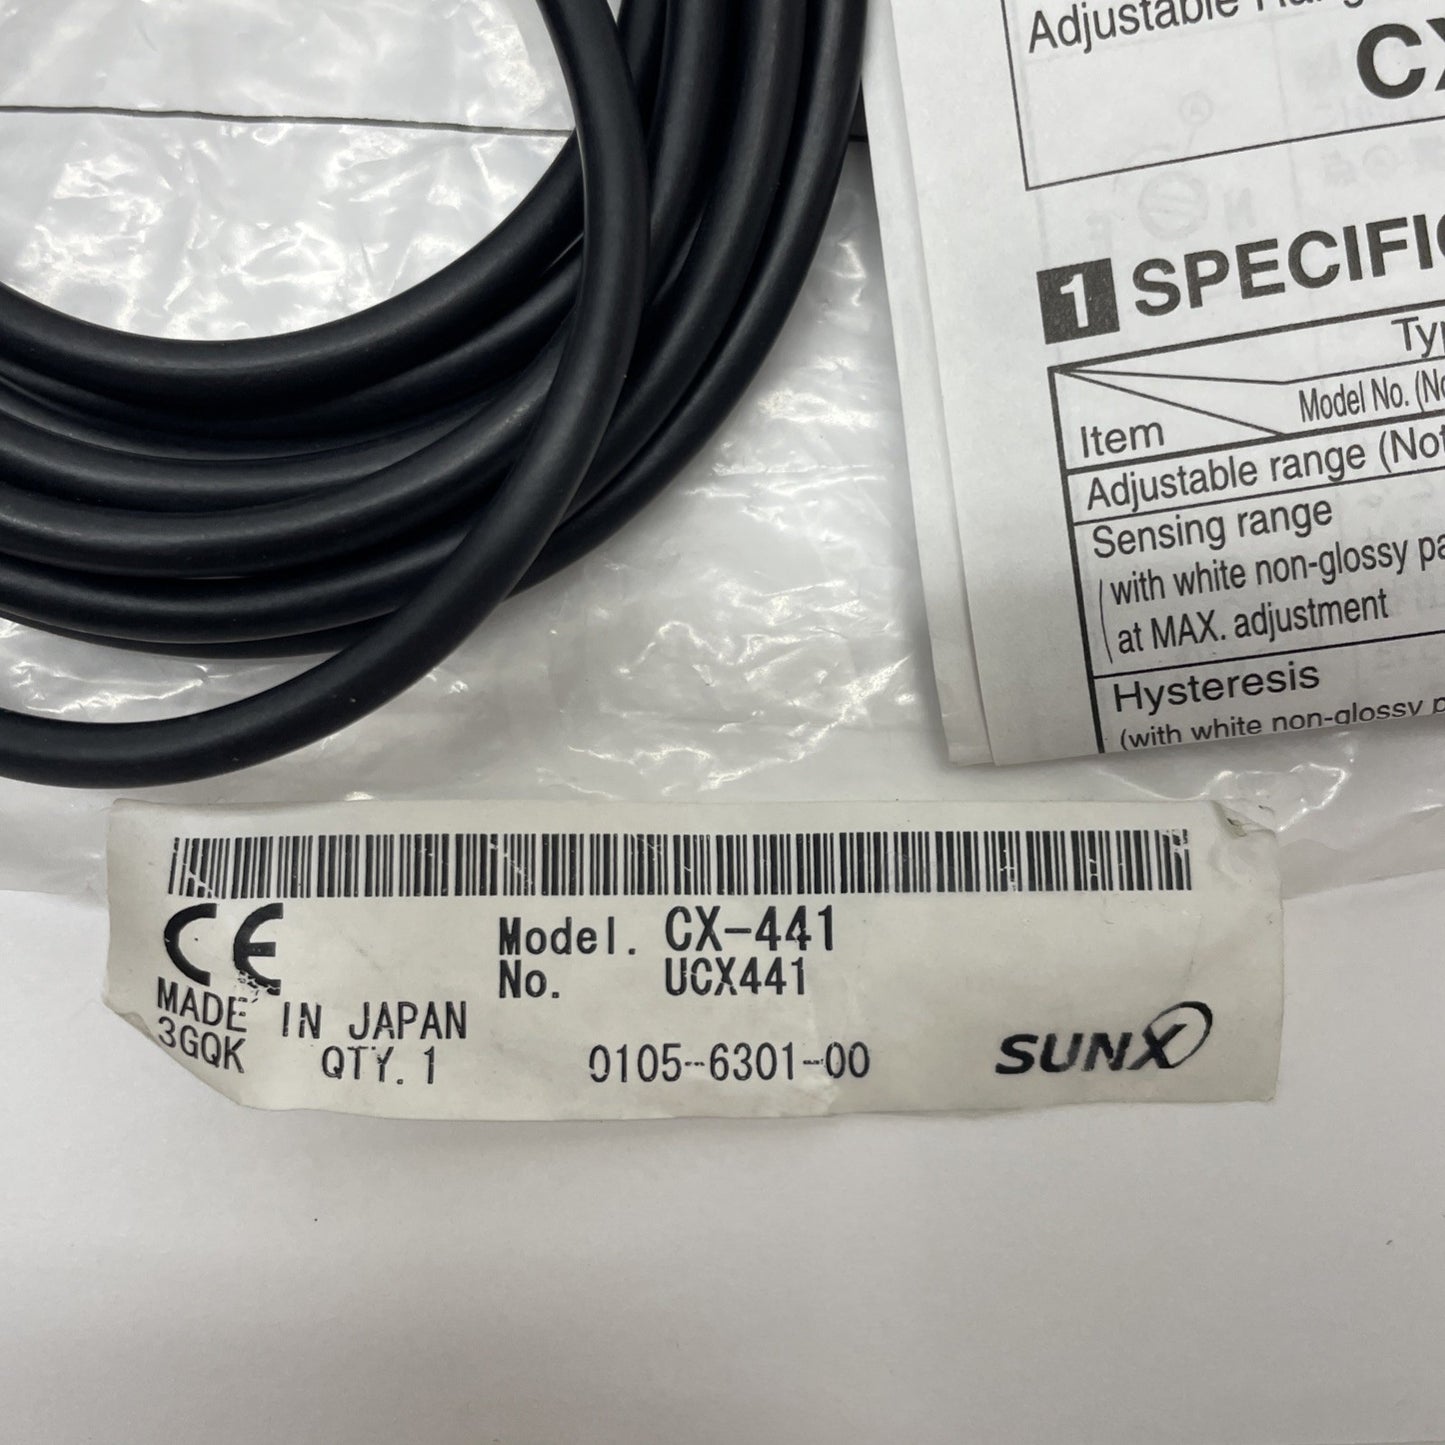 Adjustable
CX
1 SPECIFIC
Model No.
Item
Adjustable range
Sensing range
(with white non-glossy
at MAX. adjustment
Hysteresis
(with white non-glossy
CE
Model. CX-441
No. UCX441
MADE IN JAPAN
3GQK QTY. 1 0105-6301-00 SUNX